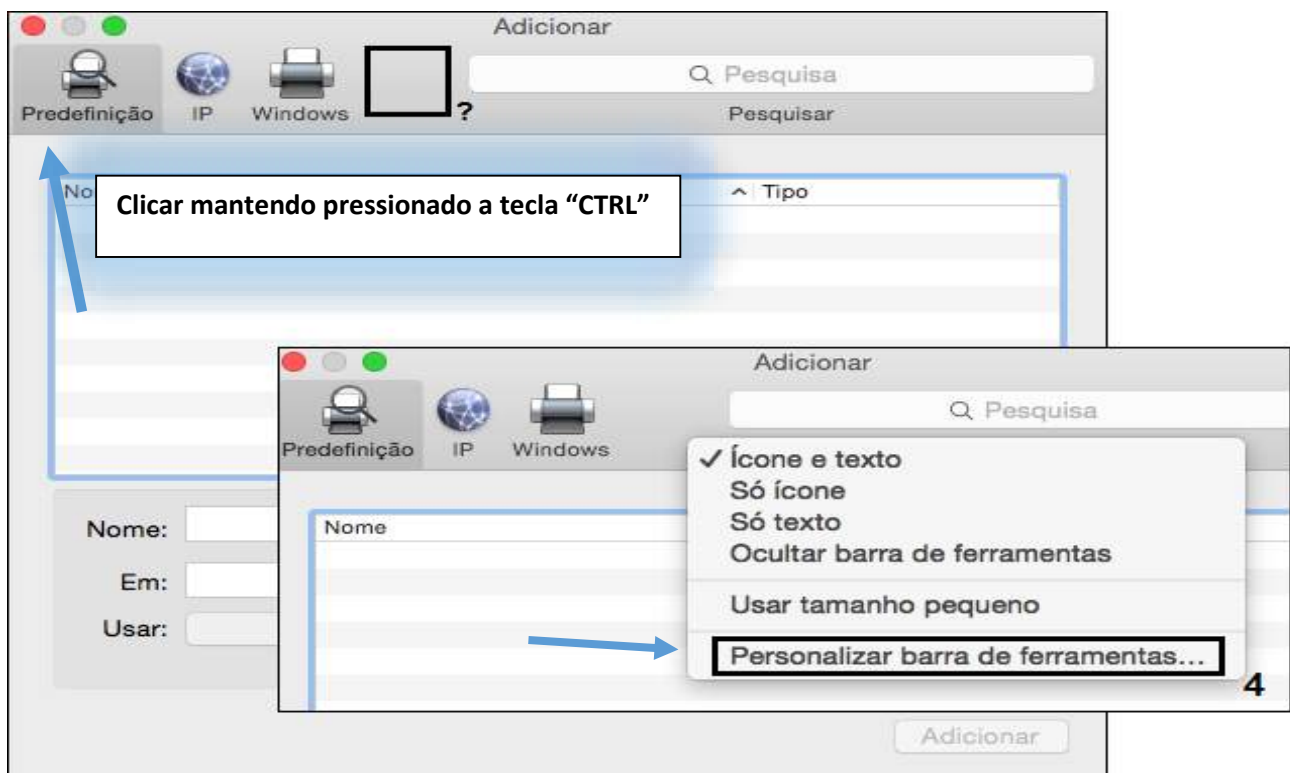 Adicionar
Pesquisa
Predefinição IP Windows ? Pesquisar
No ^ Tipo
Clicar mantendo pressionado a tecla “CTRL”
Nome:
Em:
Usar:
Adicionar
Adicionar
Pesquisa
Predefinição IP Windows
Nome
✓ Ícone e texto
Só ícone
Só texto
Ocultar barra de ferramentas
Usar tamanho pequeno
Personalizar barra de ferramentas...
4